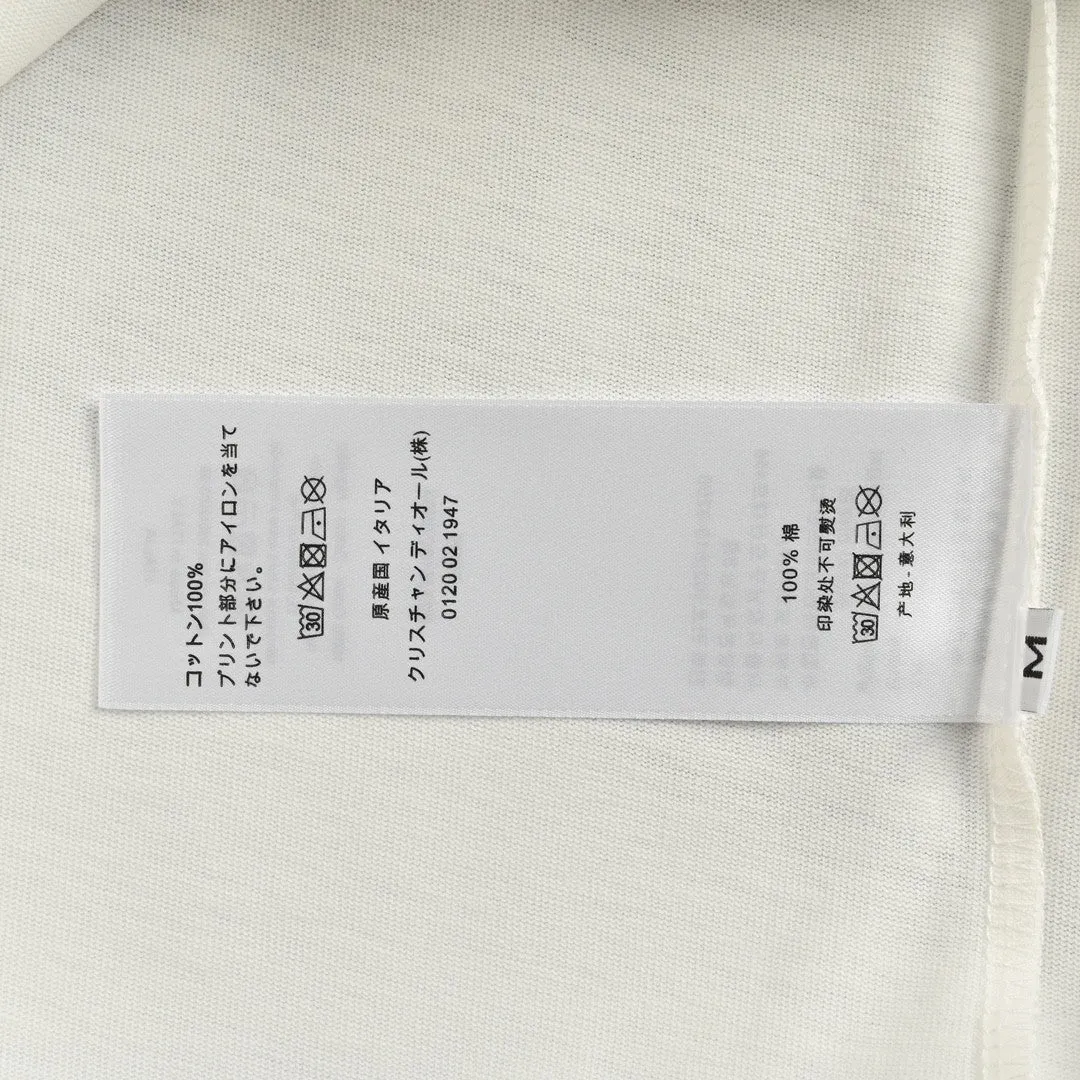 コットン100%
プリント部分にアイロンを当て
ないで下さい。
30
原産国 イタリア
クリスチャン ディオール(株)
0120 02 1947
100% 棉
印染处不可熨烫
30
产地 - 意大利
M